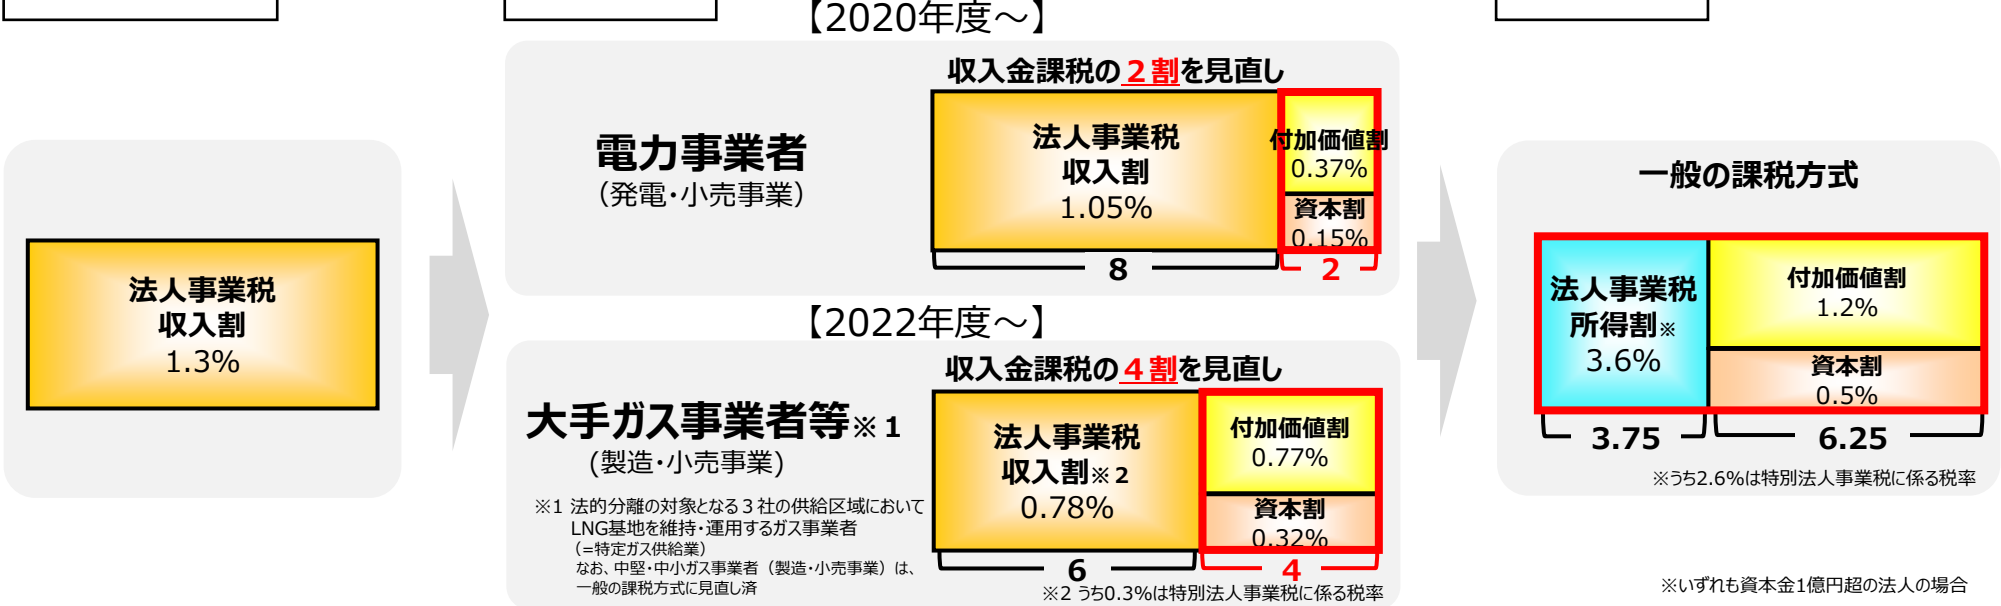 法人事業税
収入割
1.3%
【2020年度～】
収入金課税の２割を見直し
電力事業者
（発電・小売事業）
法人事業税
収入割
1.05%
付加価値割
0.37%
資本割
0.15%
8
2
【2022年度～】
収入金課税の４割を見直し
大手ガス事業者等※１
(製造・小売事業)
※1 法的分離の対象となる３社の供給区域において
LNG基地を維持・運用するガス事業者
（=特定ガス供給業）
なお、中堅・中小ガス事業者（製造・小売事業）は、
一般の課税方式に見直し済
法人事業税
収入割※２
0.78%
付加価値割
0.77%
資本割
0.32%
6
4
※２ うち0.3%は特別法人事業税に係る税率
一般の課税方式
法人事業税
所得割※
3.6%
付加価値割
1.2%
資本割
0.5%
3.75
6.25
※うち2.6%は特別法人事業税に係る税率
※いずれも資本金1億円超の法人の場合